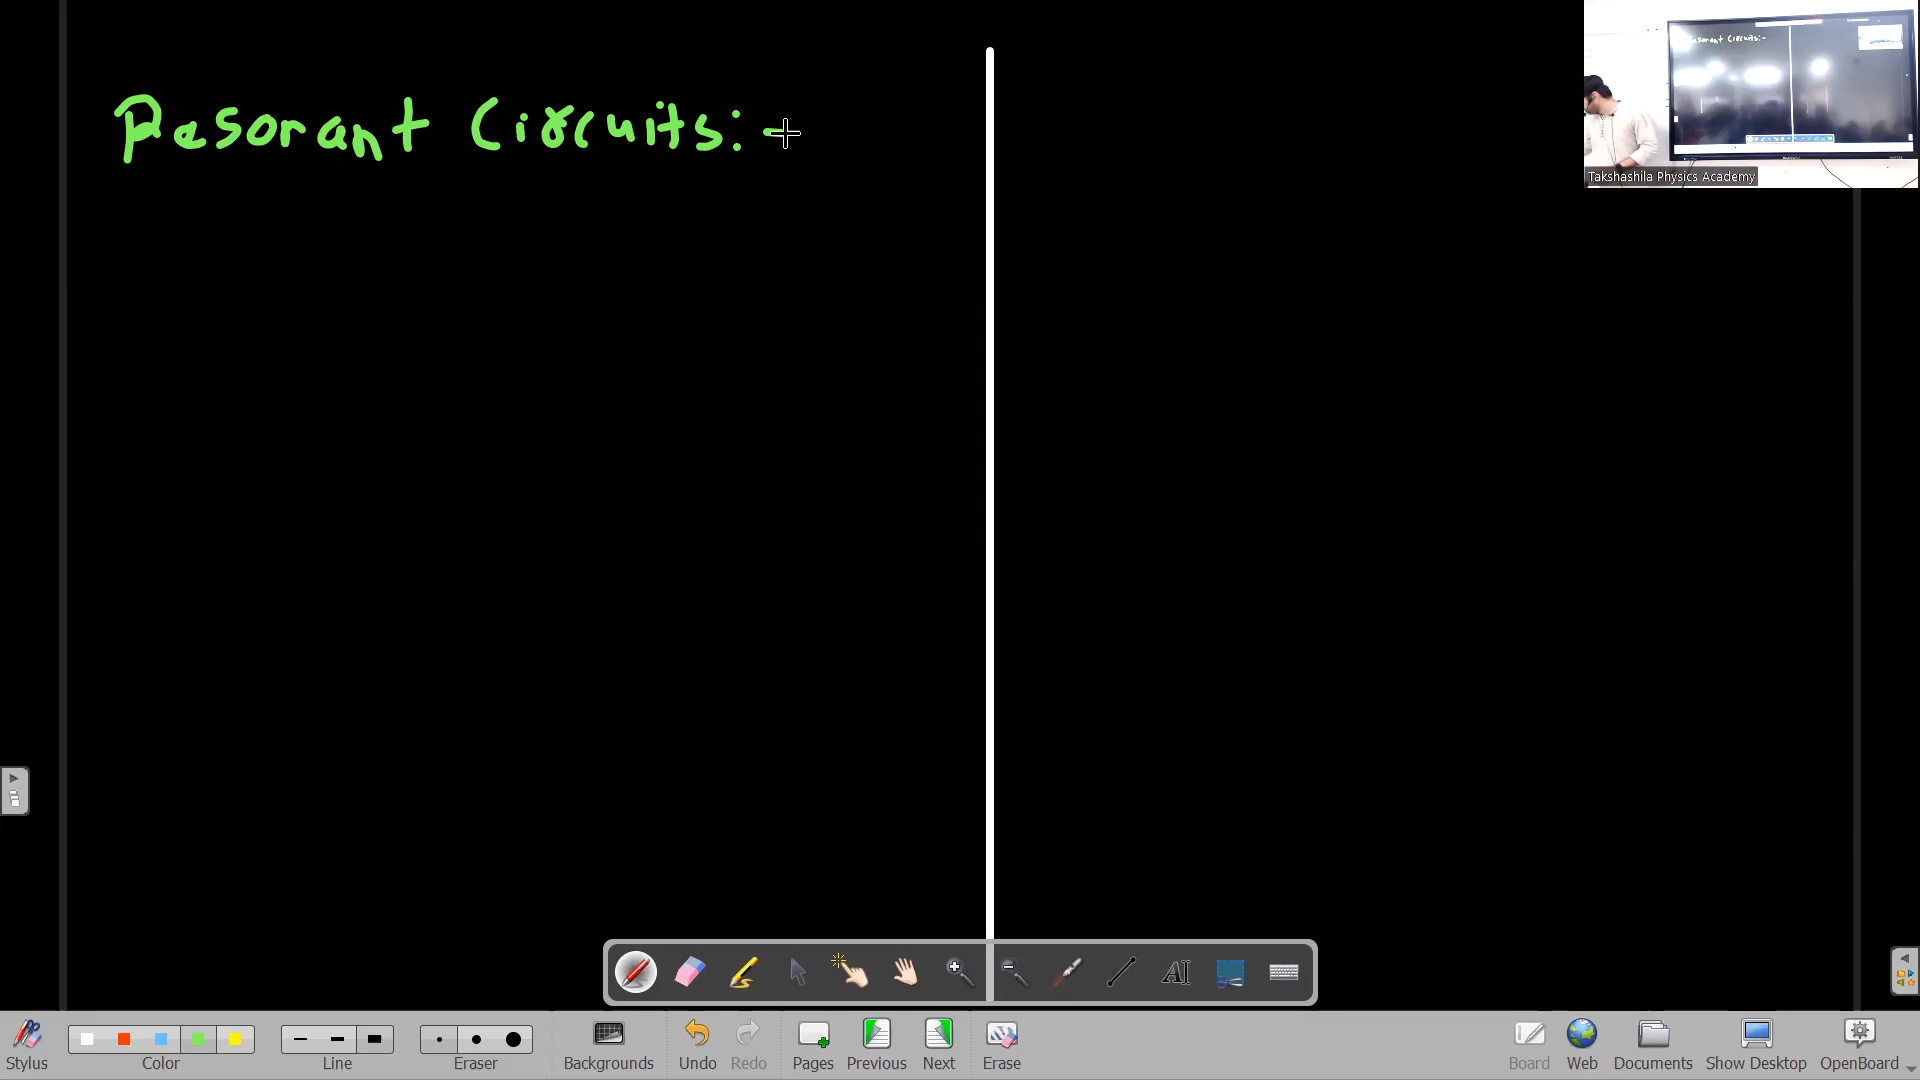 Resonant Circuits:-
Takshashila Physics Academy
Stylus
Color
Line
Eraser
Backgrounds
Undo
Redo
Pages
Previous
Next
Erase
Board
Web
Documents
Show Desktop
OpenBoard